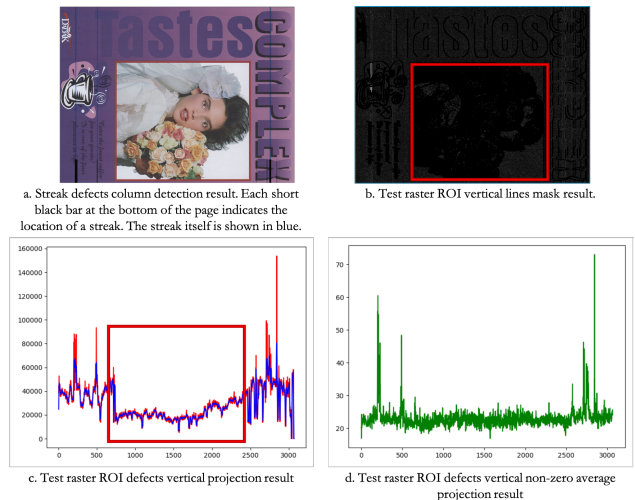 Tastes
COMPLEX
DRINK
Tastos
a. Streak defects column detection result. Each short
black bar at the bottom of the page indicates the
location of a streak. The streak itself is shown in blue.
b. Test raster ROI vertical lines mask result.
160000
140000
120000
100000
80000
60000
40000
20000
0
0 500 1000 1500 2000 2500 3000
c. Test raster ROI defects vertical projection result
70
60
50
40
30
20
0 500 1000 1500 2000 2500 3000
d. Test raster ROI defects vertical non-zero average
projection result